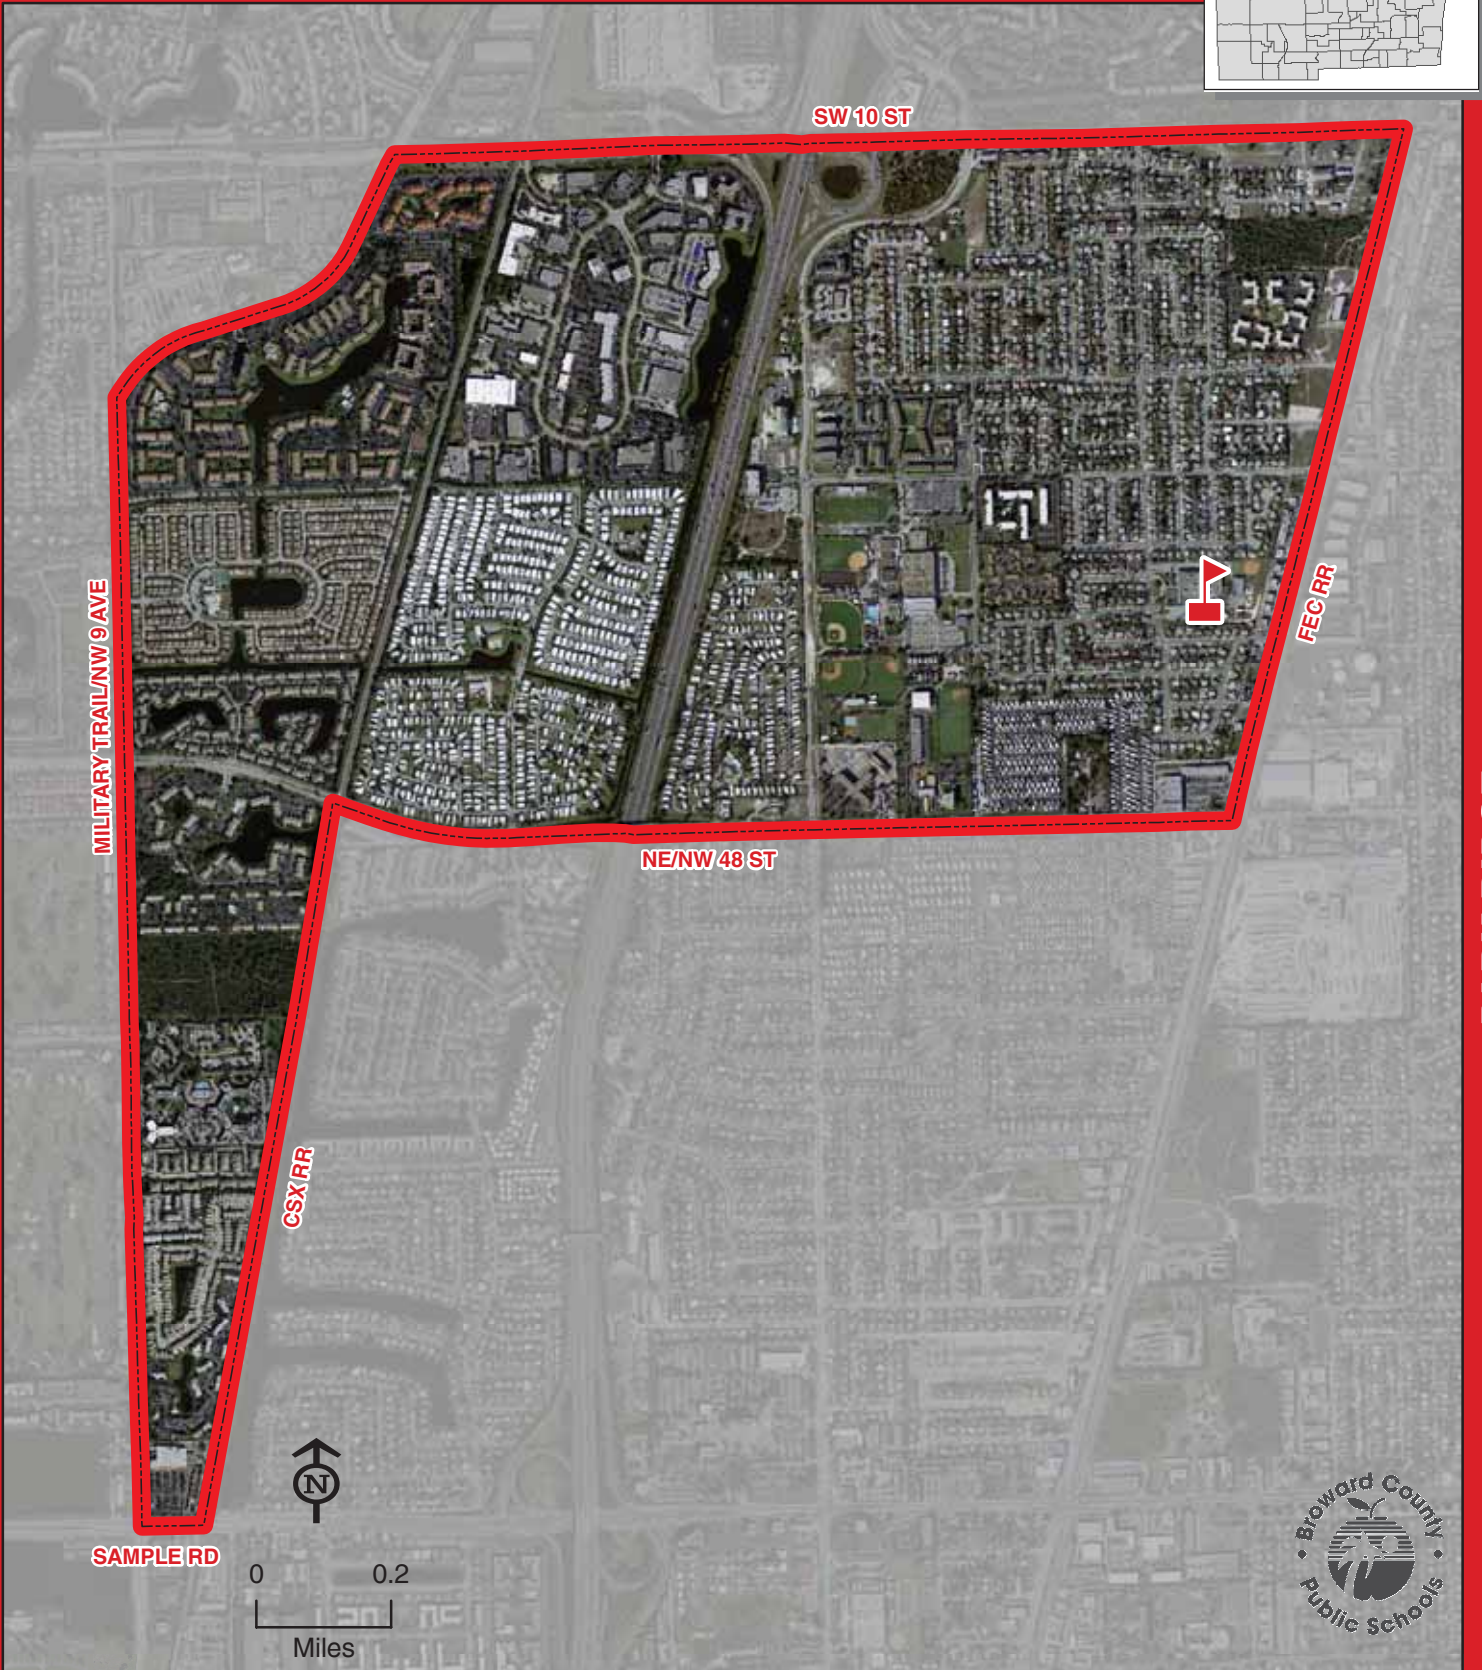 SW 10 ST
FEC RR
MILITARY TRAIL/NW 9 AVE
NE/NW 48 ST
CSX RR
N
SAMPLE RD
0 0.2
Miles
Broward County
Public Schools